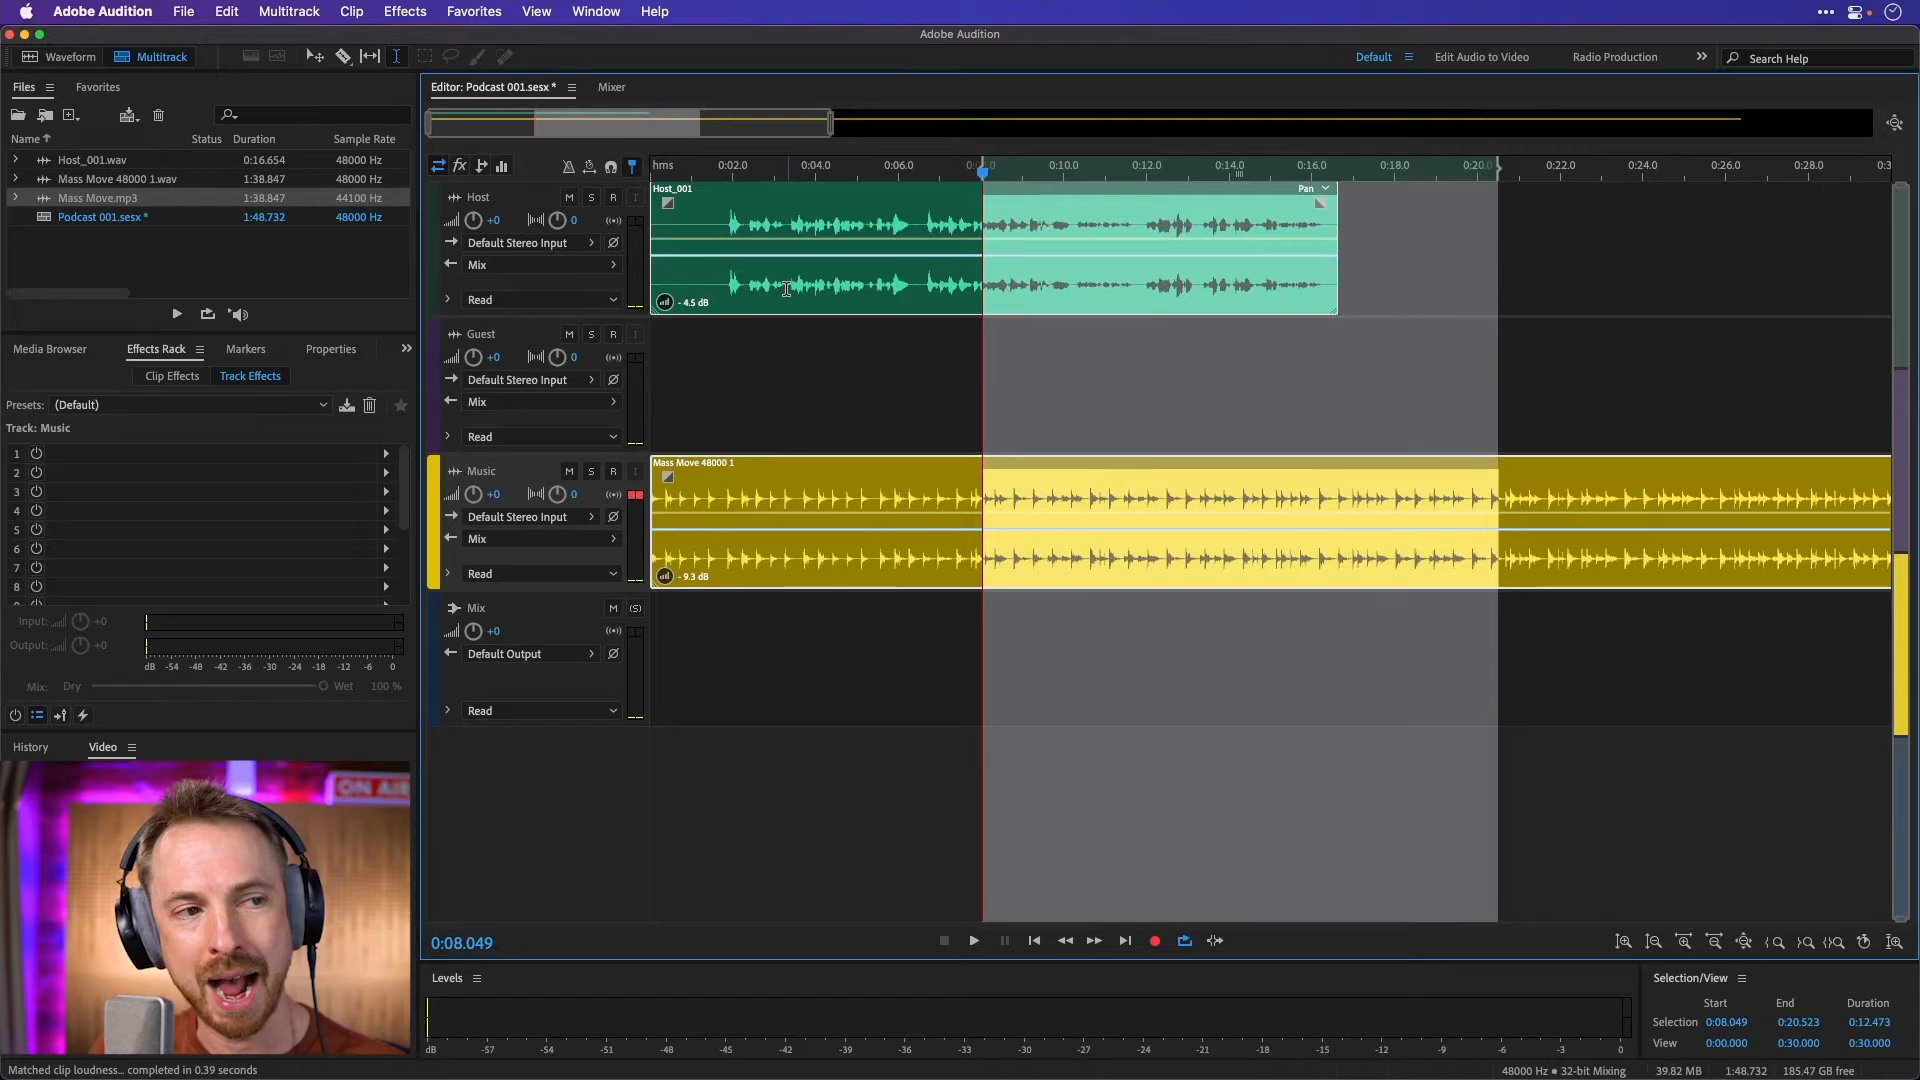 Adobe Audition File Edit Multitrack Clip Effects Favorites View Window Help
Adobe Audition
Waveform Multitrack
Default Edit Audio to Video Radio Production Search Help
Files Favorites
Name Status Duration Sample Rate
Host_001.wav 0:16.654 48000 Hz
Mass Move 48000 1.wav 1:38.847 48000 Hz
Mass Move.mp3 1:38.847 44100 Hz
Podcast 001.sesx * 1:48.732 48000 Hz
Media Browser Effects Rack Markers Properties
Clip Effects Track Effects
Presets: (Default)
Track: Music
1
2
3
4
5
6
7
8
Input: +0
Output: +0
dB -54 -48 -42 -36 -30 -24 -18 -12 -6 0
Mix: Dry Wet 100 %
History Video
ON AIR
Editor: Podcast 001.sesx * Mixer
hms 0:02.0 0:04.0 0:06.0 0:10.0 0:12.0 0:14.0 0:16.0 0:20.0 0:22.0 0:24.0 0:26.0 0:28.0 0:3
Host M S R I
+0 0
Default Stereo Input
Mix
Read
Host_001 Pan
- 4.5 dB
Guest M S R I
+0 0
Default Stereo Input
Mix
Read
Music M S R I
+0 0
Default Stereo Input
Mix
Read
Mass Move 48000 1
- 9.3 dB
Mix M (S)
+0
Default Output
Read
0:08.049
Levels
dB -57 -54 -51 -48 -45 -42 -39 -36 -33 -30 -27 -24 -21 -18 -15 -12 -9 -6 -3 0
Selection/View
Start End Duration
Selection 0:08.049 0:20.523 0:12.473
View 0:00.000 0:30.000 0:30.000
Matched clip loudness... completed in 0.39 seconds
48000 Hz • 32-bit Mixing 39.82 MB 1:48.732 185.47 GB free